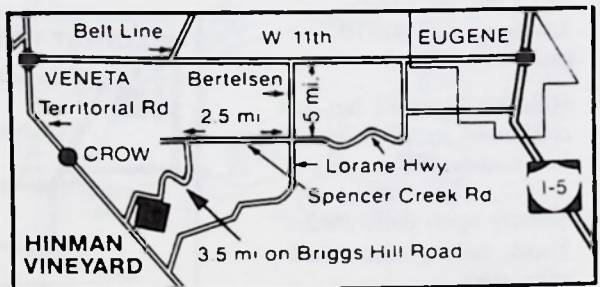 Belt Line
W 11th
EUGENE
VENETA
Bertelsen
Territorial Rd
2.5 mi
5 mi.
CROW
Lorane Hwy
Spencer Creek Rd
I-5
HINMAN
VINEYARD
3.5 mi on Briggs Hill Road